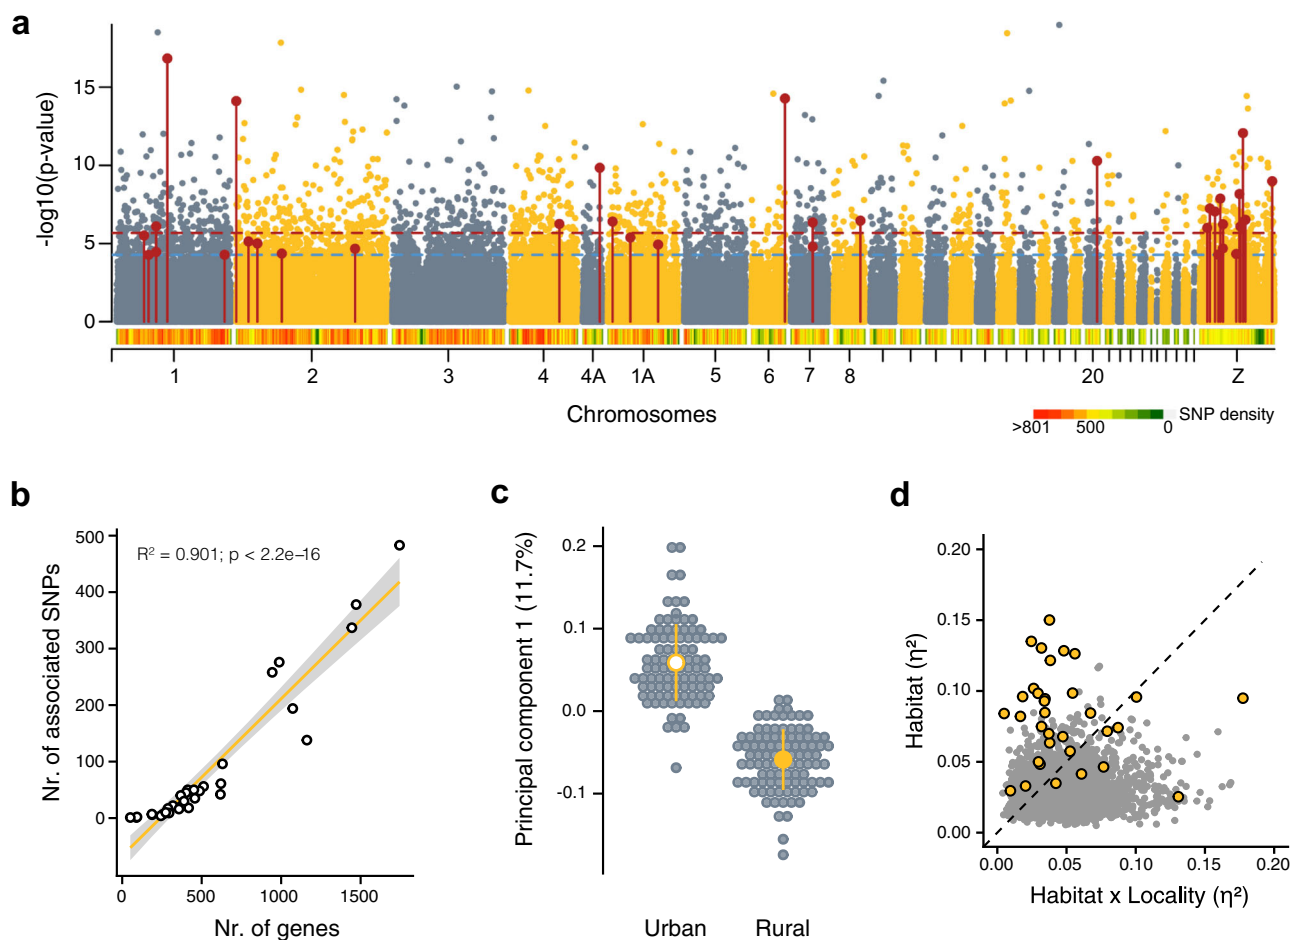 a
-log10(p-value)
15
10
5
0
1 2 3 4 4A 1A 5 6 7 8 20 Z
Chromosomes
SNP density
>801 500 0
b
Nr. of associated SNPs
500
400
300
200
100
0
R² = 0.901; p < 2.2e–16
0 500 1000 1500
Nr. of genes
c
Principal component 1 (11.7%)
0.2
0.1
0.0
-0.1
Urban Rural
d
Habitat (η²)
0.20
0.15
0.10
0.05
0.00
0.00 0.05 0.10 0.15 0.20
Habitat x Locality (η²)